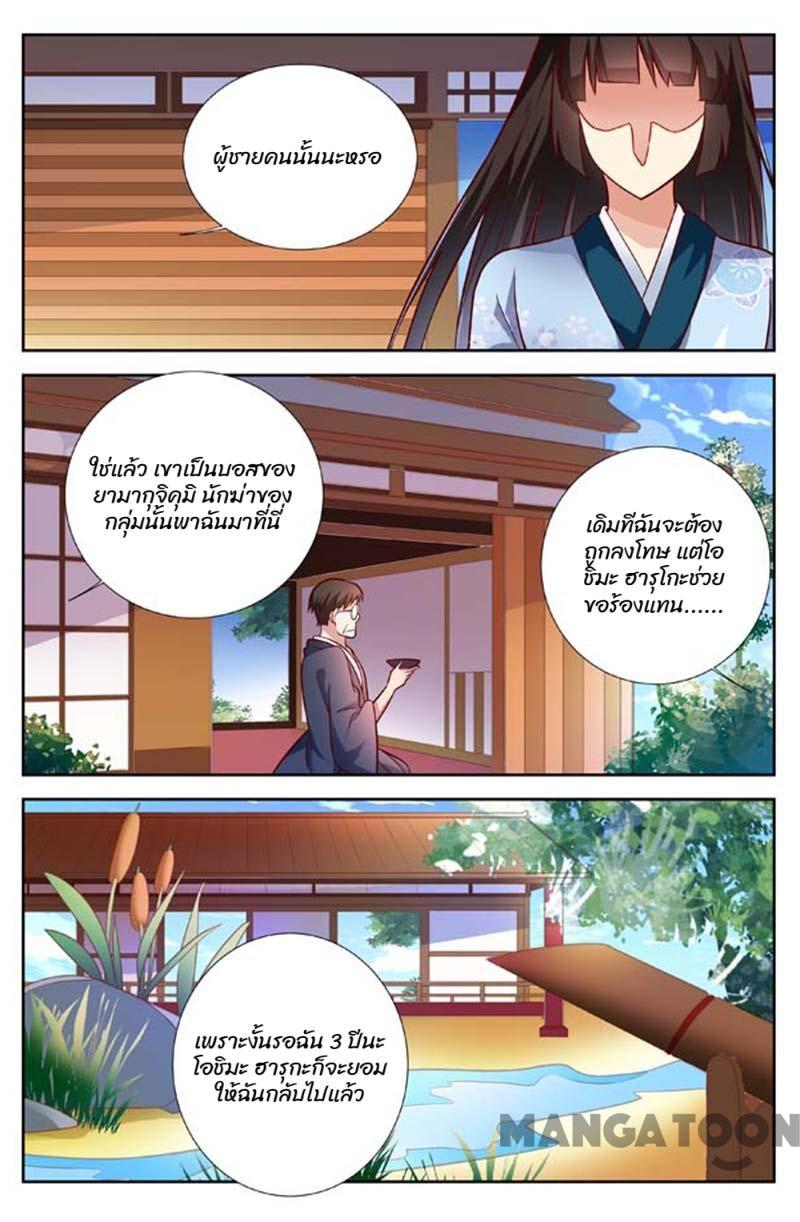 ผู้ชายคนนั้นนะหรอ
ใช่แล้ว เขาเป็นบอสของ
ยามากุจิคุมิ นักฆ่าของ
กลุ่มนั้นพาฉันมาที่นี่
เดิมทีฉันจะต้อง
ถูกลงโทษ แต่โอ
ชิมะ ฮารุโกะช่วย
ขอร้องแทน......
เพราะงั้นรอฉัน 3 ปีนะ
โอชิมะ ฮารุกะก็จะยอม
ให้ฉันกลับไปแล้ว
MANGATOON